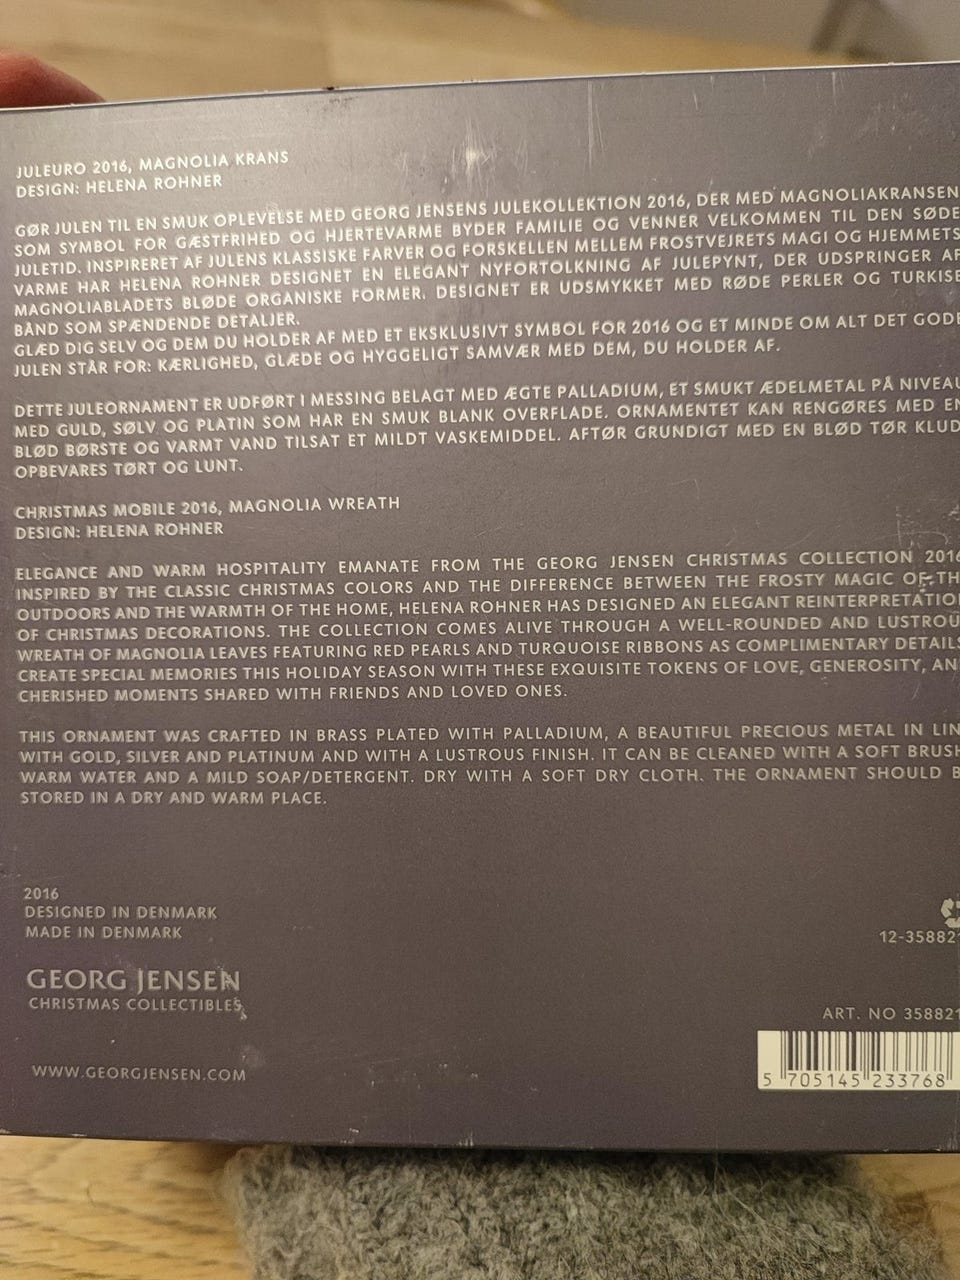 JULEURO 2016, MAGNOLIA KRANS
DESIGN: HELENA ROHNER
GØR JULEN TIL EN SMUK OPLEVELSE MED GEORG JENSENS JULEKOLLEKTION 2016, DER MED MAGNOLIAKRANSEN
SOM SYMBOL FOR GÆSTFRIHED OG HJERTEVARME BYDER FAMILIE OG VENNER VELKOMMEN TIL DEN SØDE
JULETID. INSPIRERET AF JULENS KLASSISKE FARVER OG FORSKELLEN MELLEM FROSTVEJRETS MAGI OG HJEMMETS
VARME HAR HELENA ROHNER DESIGNET EN ELEGANT NYFORTOLKNING AF JULEPYNT, DER UDSPRINGER AF
MAGNOLIABLADETS BLØDE ORGANISKE FORMER. DESIGNET ER UDSMYKKET MED RØDE PERLER OG TURKISE
BÅND SOM SPÆNDENDE DETALJER.
GLÆD DIG SELV OG DEM DU HOLDER AF MED ET EKSKLUSIVT SYMBOL FOR 2016 OG ET MINDE OM ALT DET GODE
JULEN STÅR FOR: KÆRLIGHED, GLÆDE OG HYGGELIGT SAMVÆR MED DEM, DU HOLDER AF.
DETTE JULEORNAMENT ER UDFØRT I MESSING BELAGT MED ÆGTE PALLADIUM, ET SMUKT ÆDELMETAL PÅ NIVEAU
MED GULD, SØLV OG PLATIN SOM HAR EN SMUK BLANK OVERFLADE. ORNAMENTET KAN RENGØRES MED EN
BLØD BØRSTE OG VARMT VAND TILSAT ET MILDT VASKEMIDDEL. AFTØR GRUNDIGT MED EN BLØD TØR KLUD.
OPBEVARES TØRT OG LUNT.
CHRISTMAS MOBILE 2016, MAGNOLIA WREATH
DESIGN: HELENA ROHNER
ELEGANCE AND WARM HOSPITALITY EMANATE FROM THE GEORG JENSEN CHRISTMAS COLLECTION 2016
INSPIRED BY THE CLASSIC CHRISTMAS COLORS AND THE DIFFERENCE BETWEEN THE FROSTY MAGIC OF TH
OUTDOORS AND THE WARMTH OF THE HOME, HELENA ROHNER HAS DESIGNED AN ELEGANT REINTERPRETATION
OF CHRISTMAS DECORATIONS. THE COLLECTION COMES ALIVE THROUGH A WELL-ROUNDED AND LUSTROU
WREATH OF MAGNOLIA LEAVES FEATURING RED PEARLS AND TURQUOISE RIBBONS AS COMPLIMENTARY DETAILS
CREATE SPECIAL MEMORIES THIS HOLIDAY SEASON WITH THESE EXQUISITE TOKENS OF LOVE, GENEROSITY, AN
CHERISHED MOMENTS SHARED WITH FRIENDS AND LOVED ONES.
THIS ORNAMENT WAS CRAFTED IN BRASS PLATED WITH PALLADIUM, A BEAUTIFUL PRECIOUS METAL IN LIN
WITH GOLD, SILVER AND PLATINUM AND WITH A LUSTROUS FINISH. IT CAN BE CLEANED WITH A SOFT BRUSH
WARM WATER AND A MILD SOAP/DETERGENT. DRY WITH A SOFT DRY CLOTH. THE ORNAMENT SHOULD B
STORED IN A DRY AND WARM PLACE.
2016
DESIGNED IN DENMARK
MADE IN DENMARK
GEORG JENSEN
CHRISTMAS COLLECTIBLES
WWW.GEORGJENSEN.COM
12-358821
ART. NO 358821
5 705145 233768